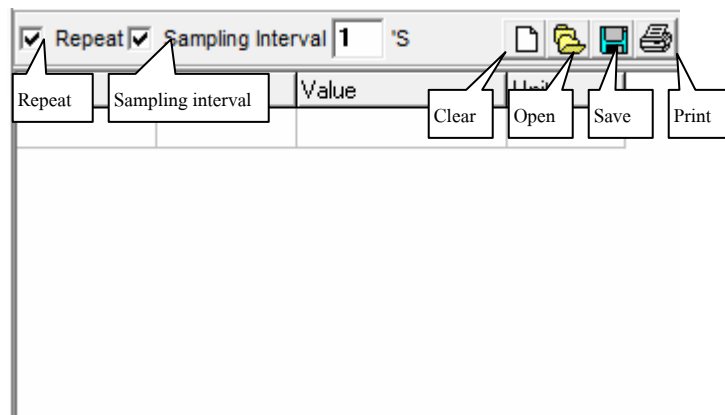 Repeat Sampling Interval 1 "S
Repeat Sampling interval Value Clear Open Save Print